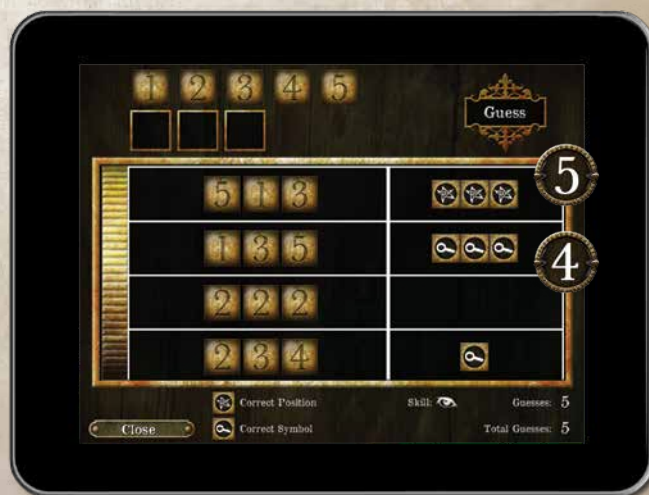 1 2 3 4 5
Guess
5 1 3
5
1 3 5
4
2 2 2
2 3 4
Correct Position
Skill:
Guesses: 5
Close
Correct Symbol
Total Guesses: 5